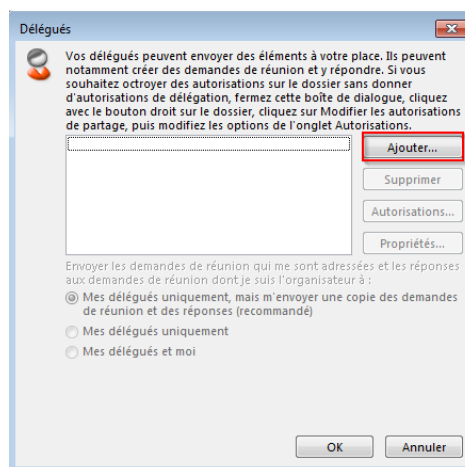 Délégués
Vos délégués peuvent envoyer des éléments à votre place. Ils peuvent
notamment créer des demandes de réunion et y répondre. Si vous
souhaitez octroyer des autorisations sur le dossier sans donner
d'autorisations de délégation, fermez cette boîte de dialogue, cliquez
avec le bouton droit sur le dossier, cliquez sur Modifier les autorisations
de partage, puis modifiez les options de l'onglet Autorisations.
Ajouter...
Supprimer
Autorisations...
Propriétés...
Envoyer les demandes de réunion qui me sont adressées et les réponses
aux demandes de réunion dont je suis l'organisateur à :
Mes délégués uniquement, mais m'envoyer une copie des demandes
de réunion et des réponses (recommandé)
Mes délégués uniquement
Mes délégués et moi
OK
Annuler